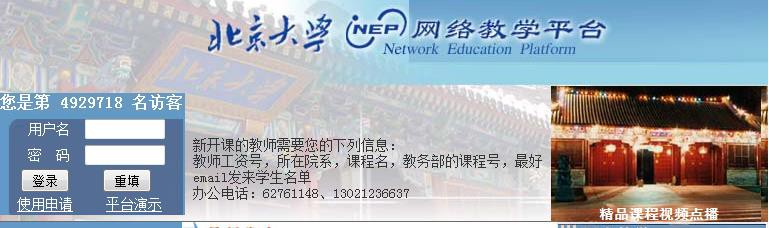 北京大学 INEP 网络教学平台
Network Education Platform
您是第 4929718 名访客
用户名
密 码
登录 重填
使用申请 平台演示
新开课的教师需要您的下列信息:
教师工资号，所在院系，课程名，教务部的课程号，最好
email发来学生名单
办公电话：62761148、13021236637
精品课程视频点播